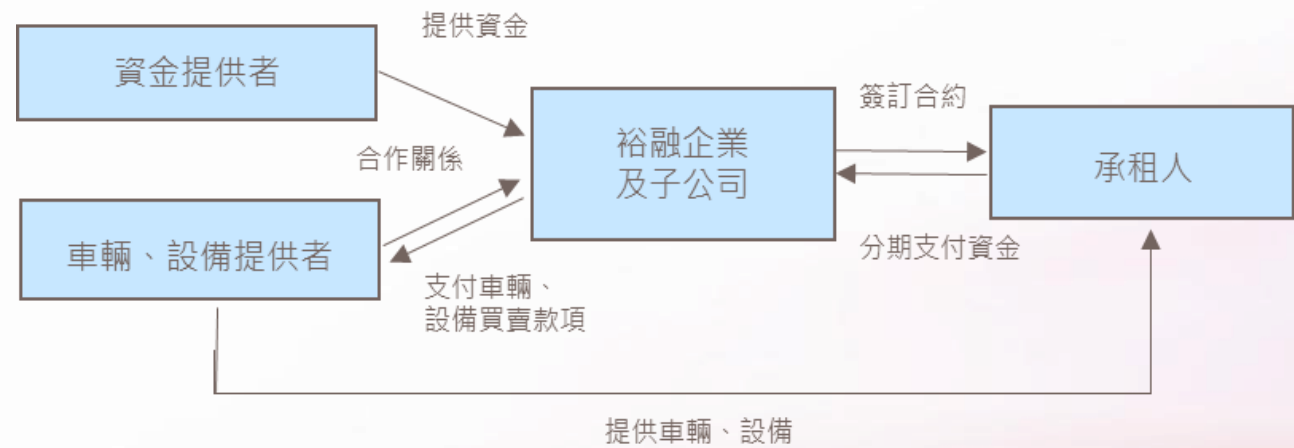 提供資金
資金提供者
簽訂合約
裕融企業
及子公司
承租人
合作關係
車輛、設備提供者
分期支付資金
支付車輛、
設備買賣款項
提供車輛、設備